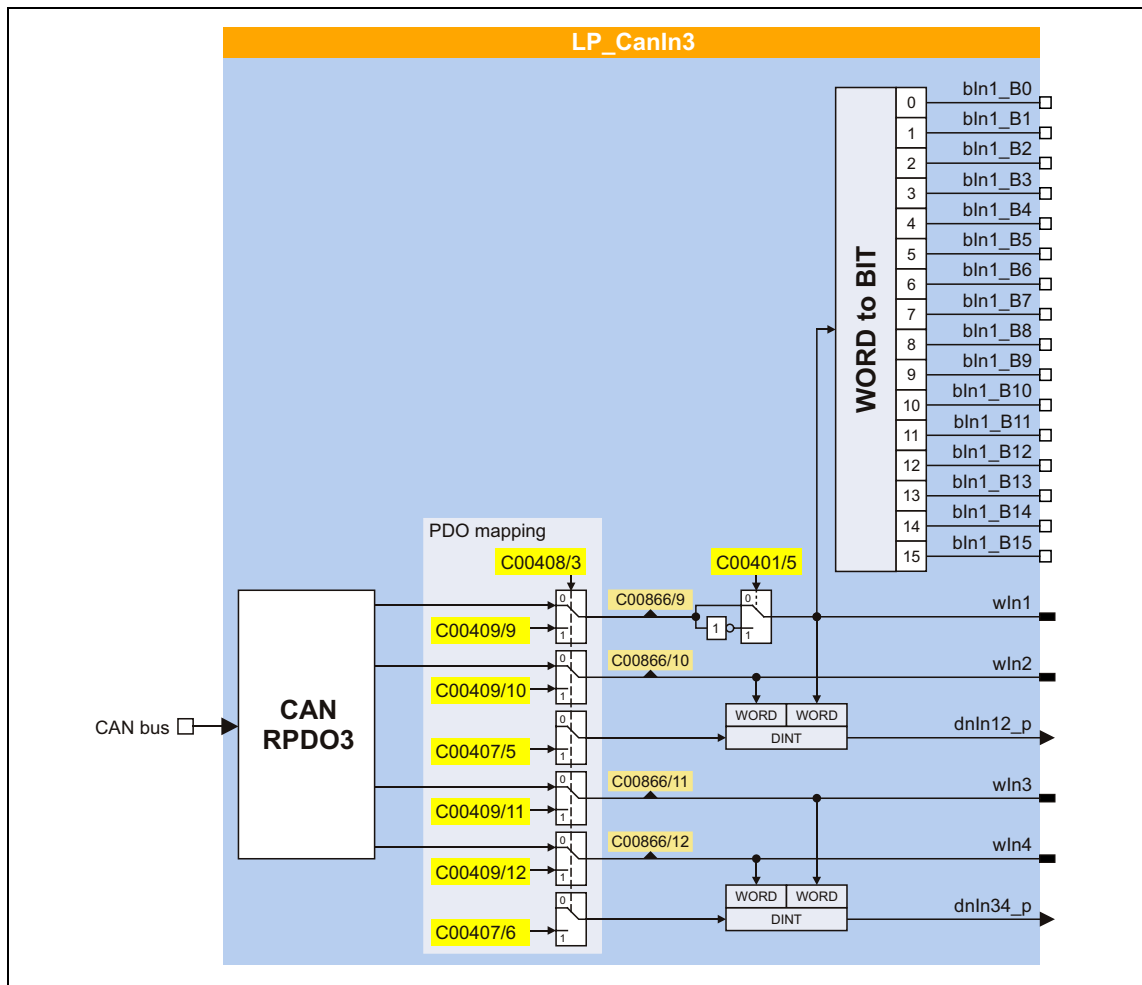 LP_CanIn3
WORD to BIT
0
bIn1_B0
1
bIn1_B1
2
bIn1_B2
3
bIn1_B3
4
bIn1_B4
5
bIn1_B5
6
bIn1_B6
7
bIn1_B7
8
bIn1_B8
9
bIn1_B9
10
bIn1_B10
11
bIn1_B11
12
bIn1_B12
13
bIn1_B13
14
bIn1_B14
15
bIn1_B15
PDO mapping
C00408/3
C00401/5
CAN bus
CAN
RPDO3
0
C00866/9
0
wIn1
C00409/9
1
1
1
0
C00866/10
wIn2
C00409/10
1
WORD WORD
0
DINT
dnIn12_p
C00407/5
1
0
C00866/11
wIn3
C00409/11
1
0
C00866/12
wIn4
C00409/12
1
WORD WORD
0
DINT
dnIn34_p
C00407/6
1